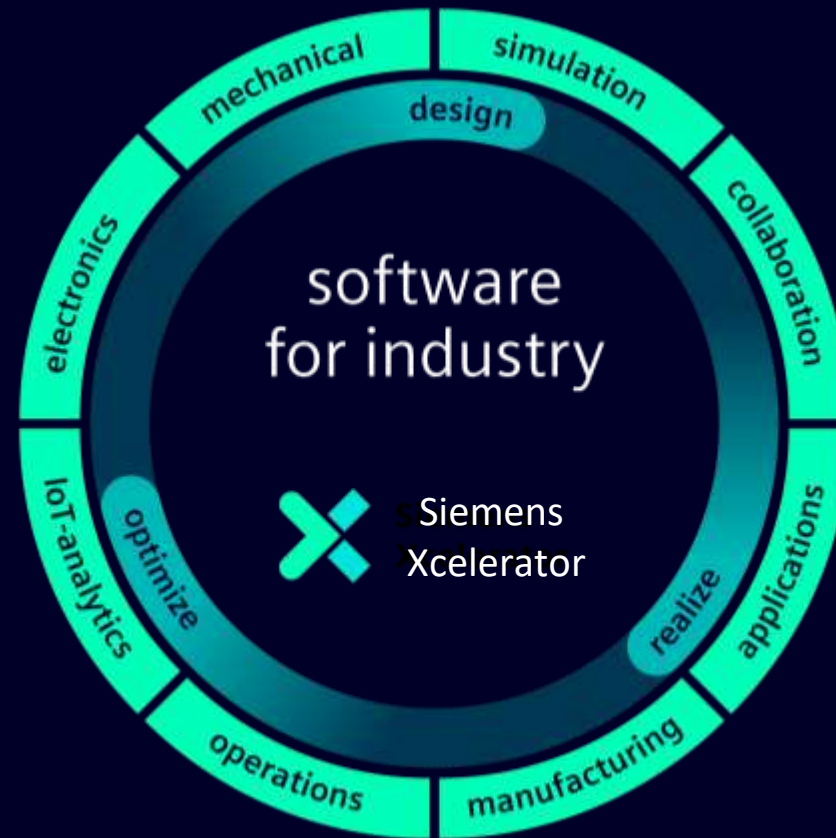 mechanical
simulation
collaboration
applications
manufacturing
operations
IoT-analytics
electronics
design
realize
optimize
software
for industry
Siemens
Xcelerator